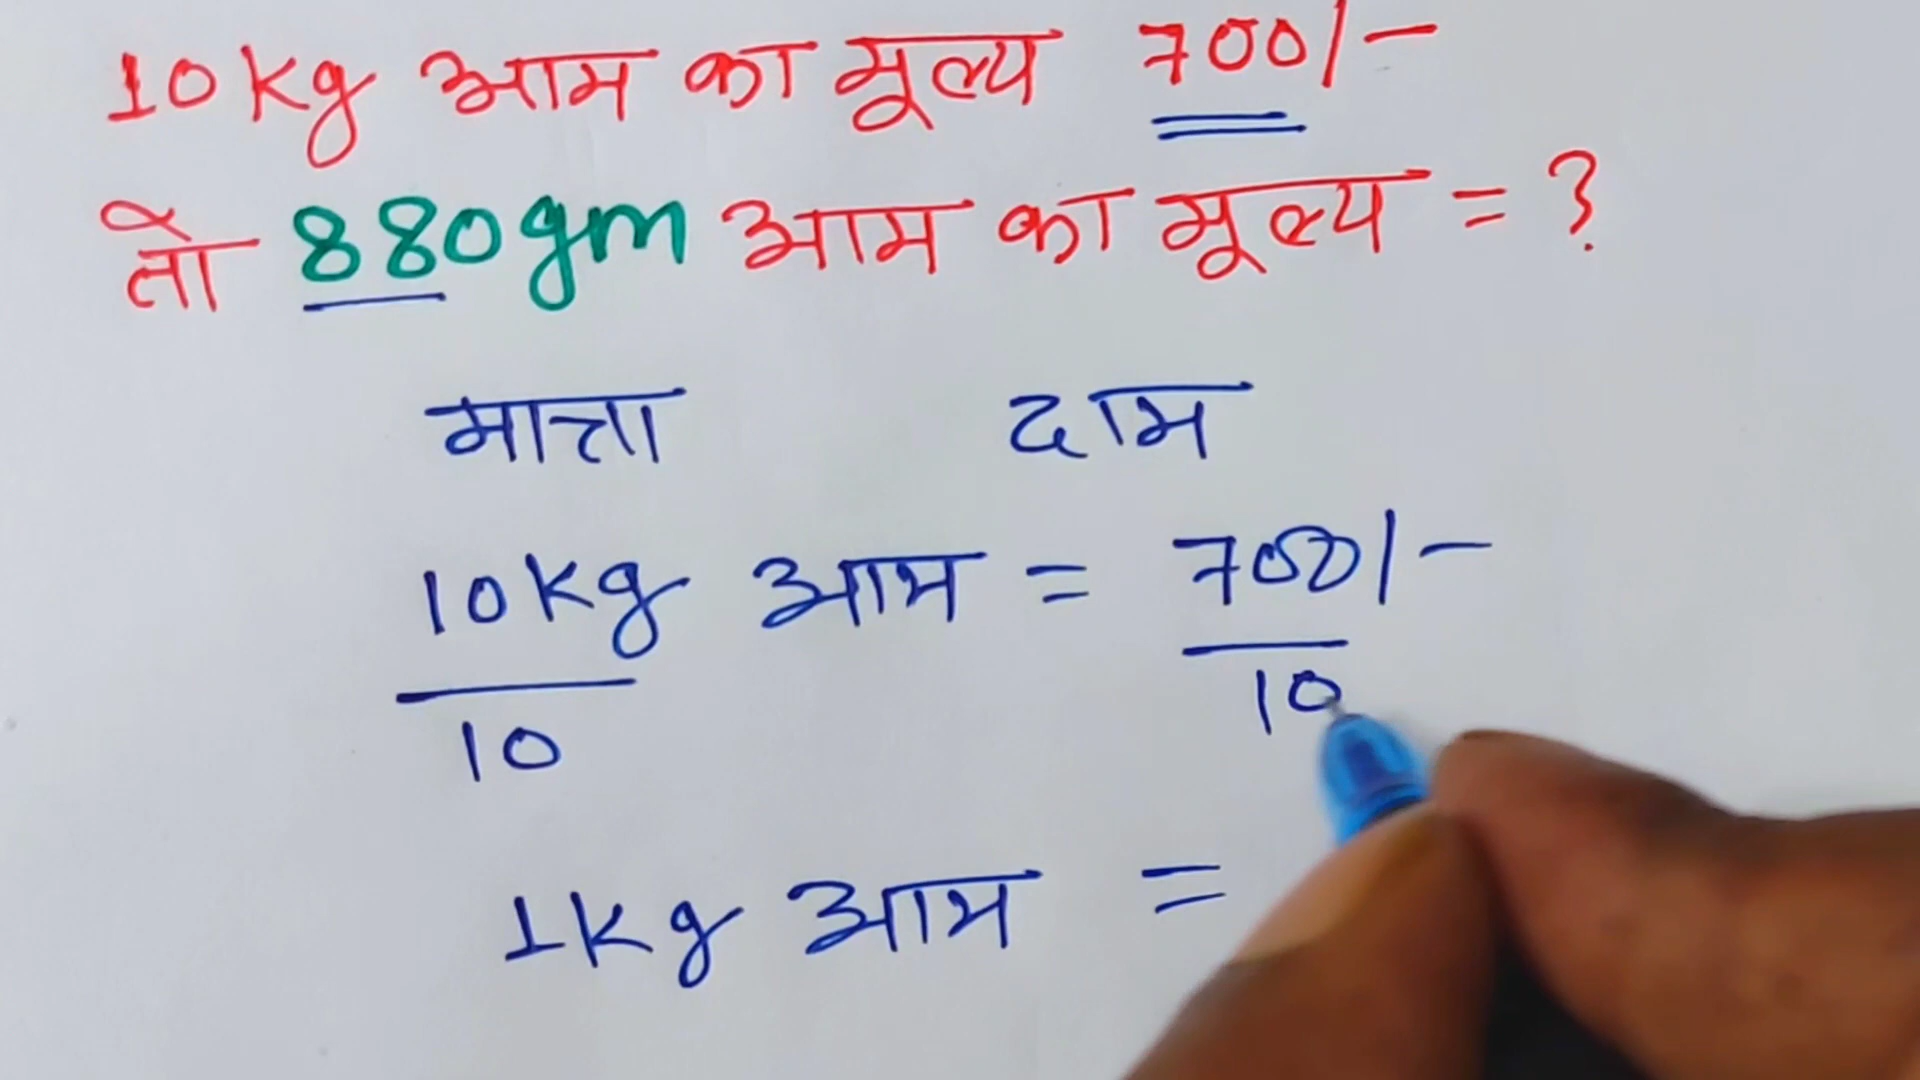 10kg आम का मूल्य 700/-
तो 880gm आम का मूल्य = ?
मात्रा दाम
10kg आम = 700/-
10 10
1kg आम =